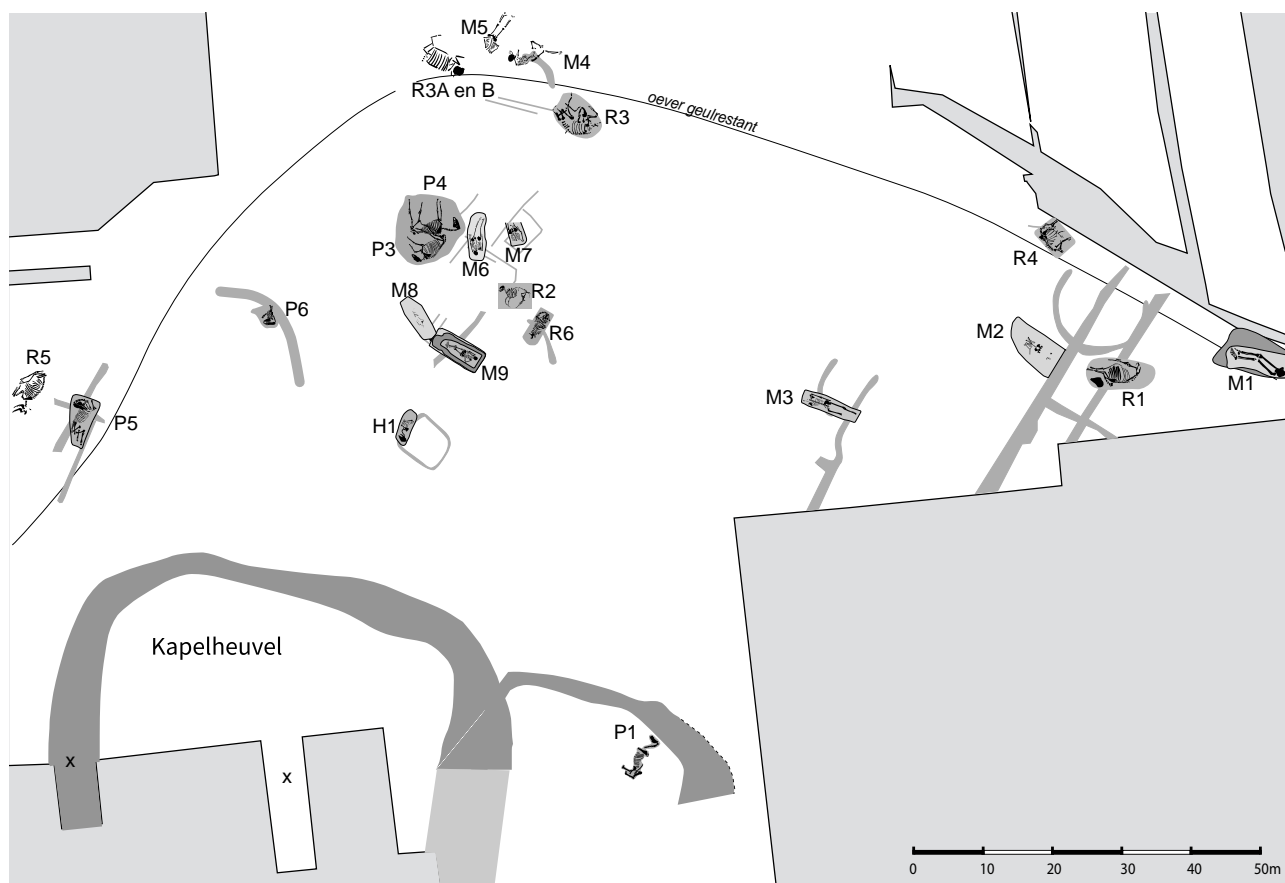 M5
M4
R3A en B
R3
oever geulrestant
P4
P3
M6
M7
R4
M8
R2
P6
R6
M9
M2
R5
P5
H1
M3
R1
M1
Kapelheuvel
P1
x
x
0 10 20 30 40 50m